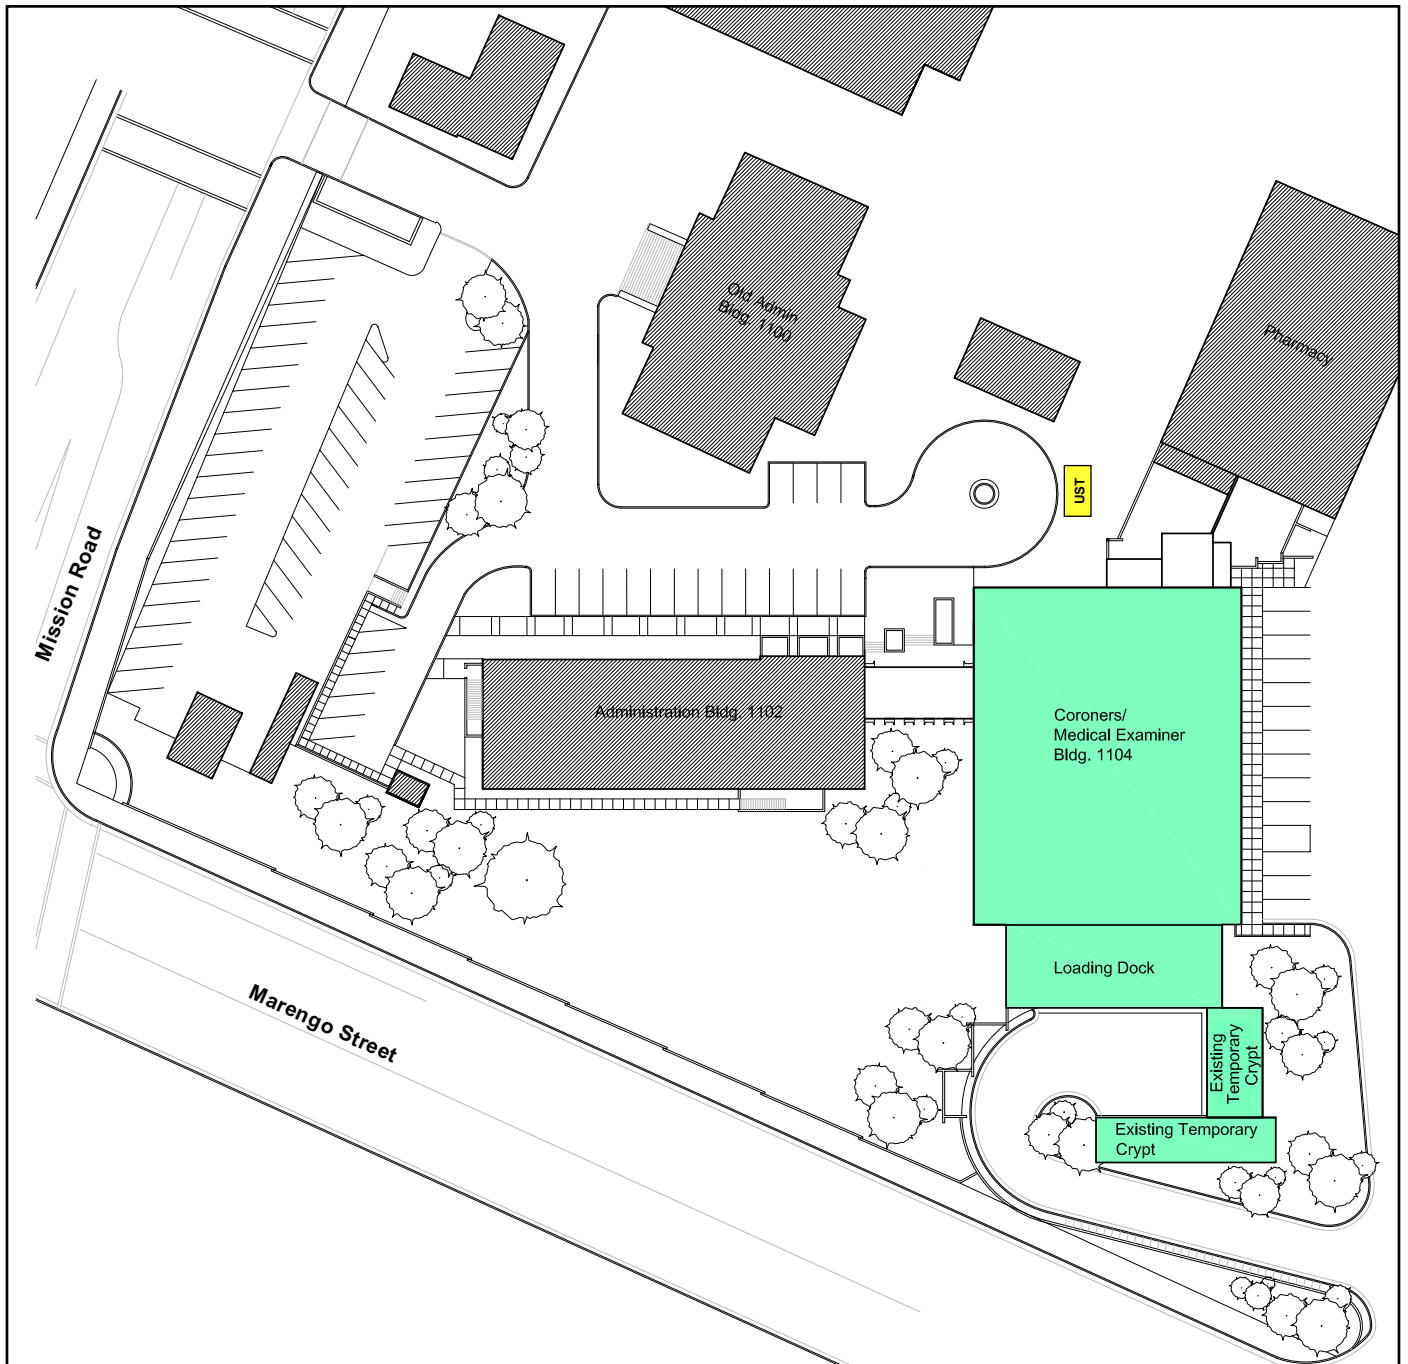 Old Admin
Bldg. 1100
Pharmacy
UST
Mission Road
Administration Bldg. 1102
Coroners/
Medical Examiner
Bldg. 1104
Loading Dock
Marengo Street
Existing
Temporary
Crypt
Existing Temporary
Crypt